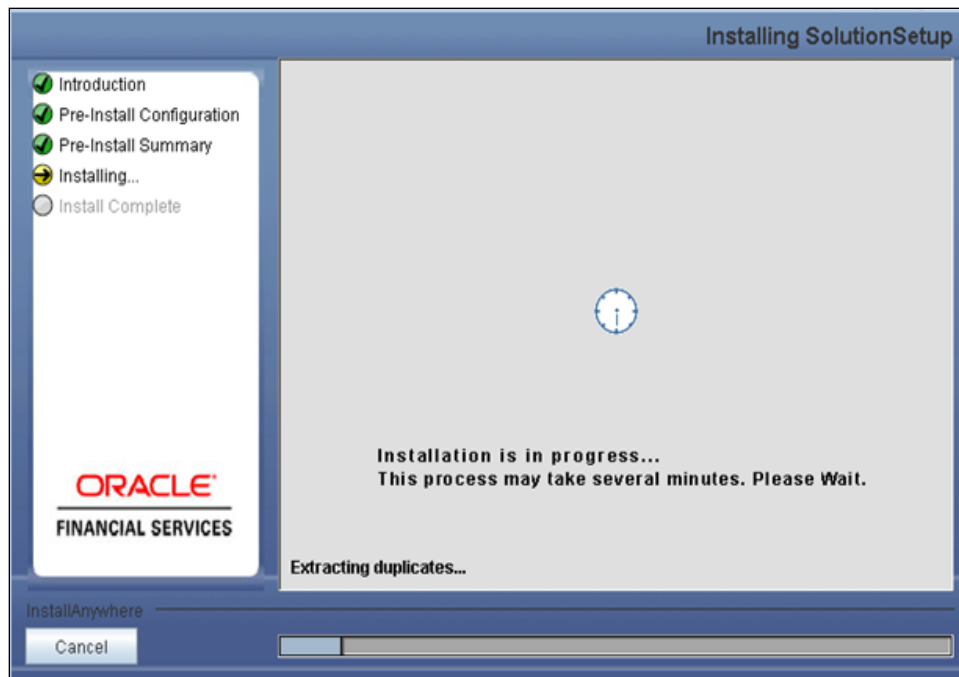 Installing SolutionSetup
Introduction
Pre-Install Configuration
Pre-Install Summary
Installing...
Install Complete
ORACLE
FINANCIAL SERVICES
Installation is in progress...
This process may take several minutes. Please Wait.
Extracting duplicates...
InstallAnywhere
Cancel